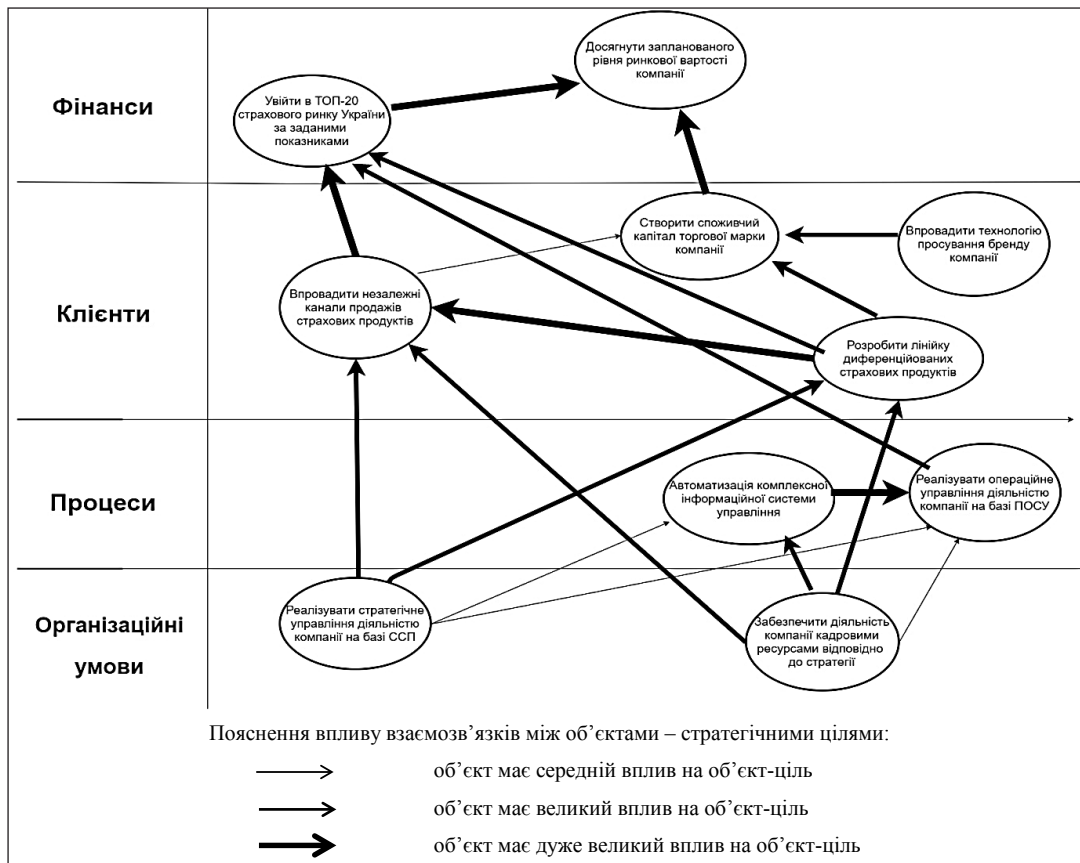 Фінанси
Досягнути запланованого
рівня ринкової вартості
компанії
Увійти в ТОП-20
страхового ринку України
за заданими
показниками
Клієнти
Створити споживчий
капітал торгової марки
компанії
Впровадити технологію
просування бренду
компанії
Впровадити незалежні
канали продажів
страхових продуктів
Розробити лінійку
диференційованих
страхових продуктів
Процеси
Автоматизація комплексної
інформаційної системи
управління
Реалізувати операційне
управління діяльністю
компанії на базі ПОСУ
Організаційні
умови
Реалізувати стратегічне
управління діяльністю
компанії на базі ССП
Забезпечити діяльність
компанії кадровими
ресурсами відповідно
до стратегії
Пояснення впливу взаємозв’язків між об’єктами – стратегічними цілями:
об’єкт має середній вплив на об’єкт-ціль
об’єкт має великий вплив на об’єкт-ціль
об’єкт має дуже великий вплив на об’єкт-ціль